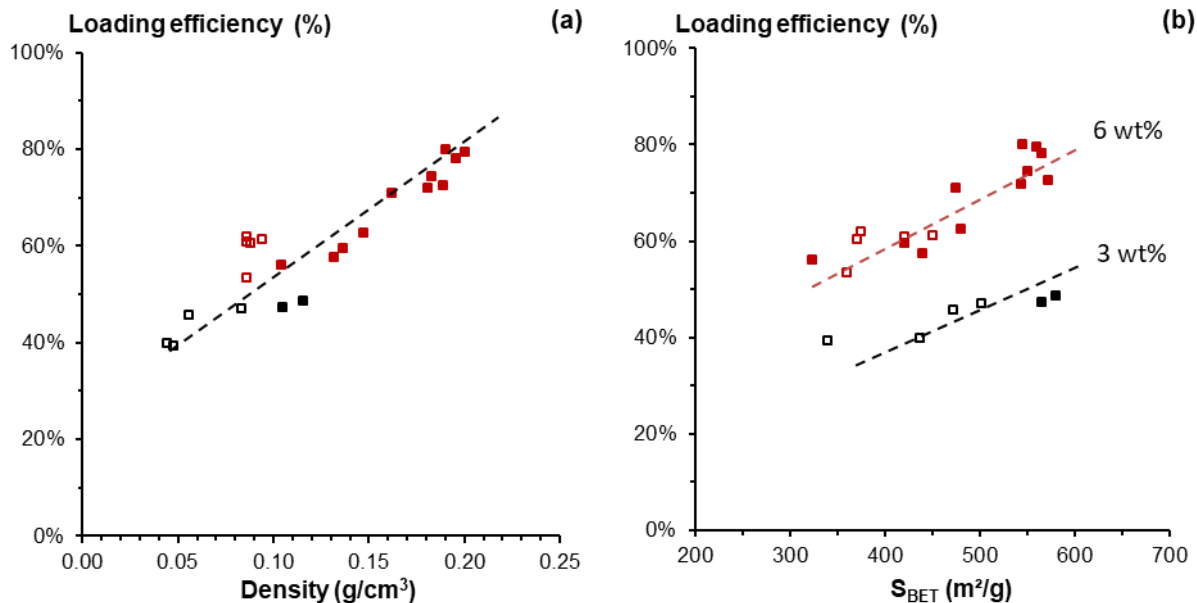 Loading efficiency (%)
(a)
100%
80%
60%
40%
20%
0%
0.00 0.05 0.10 0.15 0.20 0.25
Density (g/cm³)
Loading efficiency (%)
(b)
100%
80%
60%
40%
20%
0%
6 wt%
3 wt%
200 300 400 500 600 700
S_BET (m²/g)